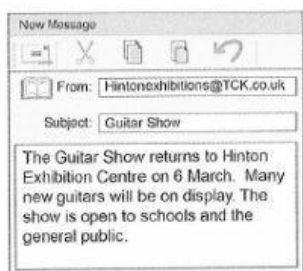 New Message
From: Hintonexhibitions@TCK.co.uk
Subject: Guitar Show
The Guitar Show returns to Hinton
Exhibition Centre on 6 March. Many
new guitars will be on display. The
show is open to schools and the
general public.